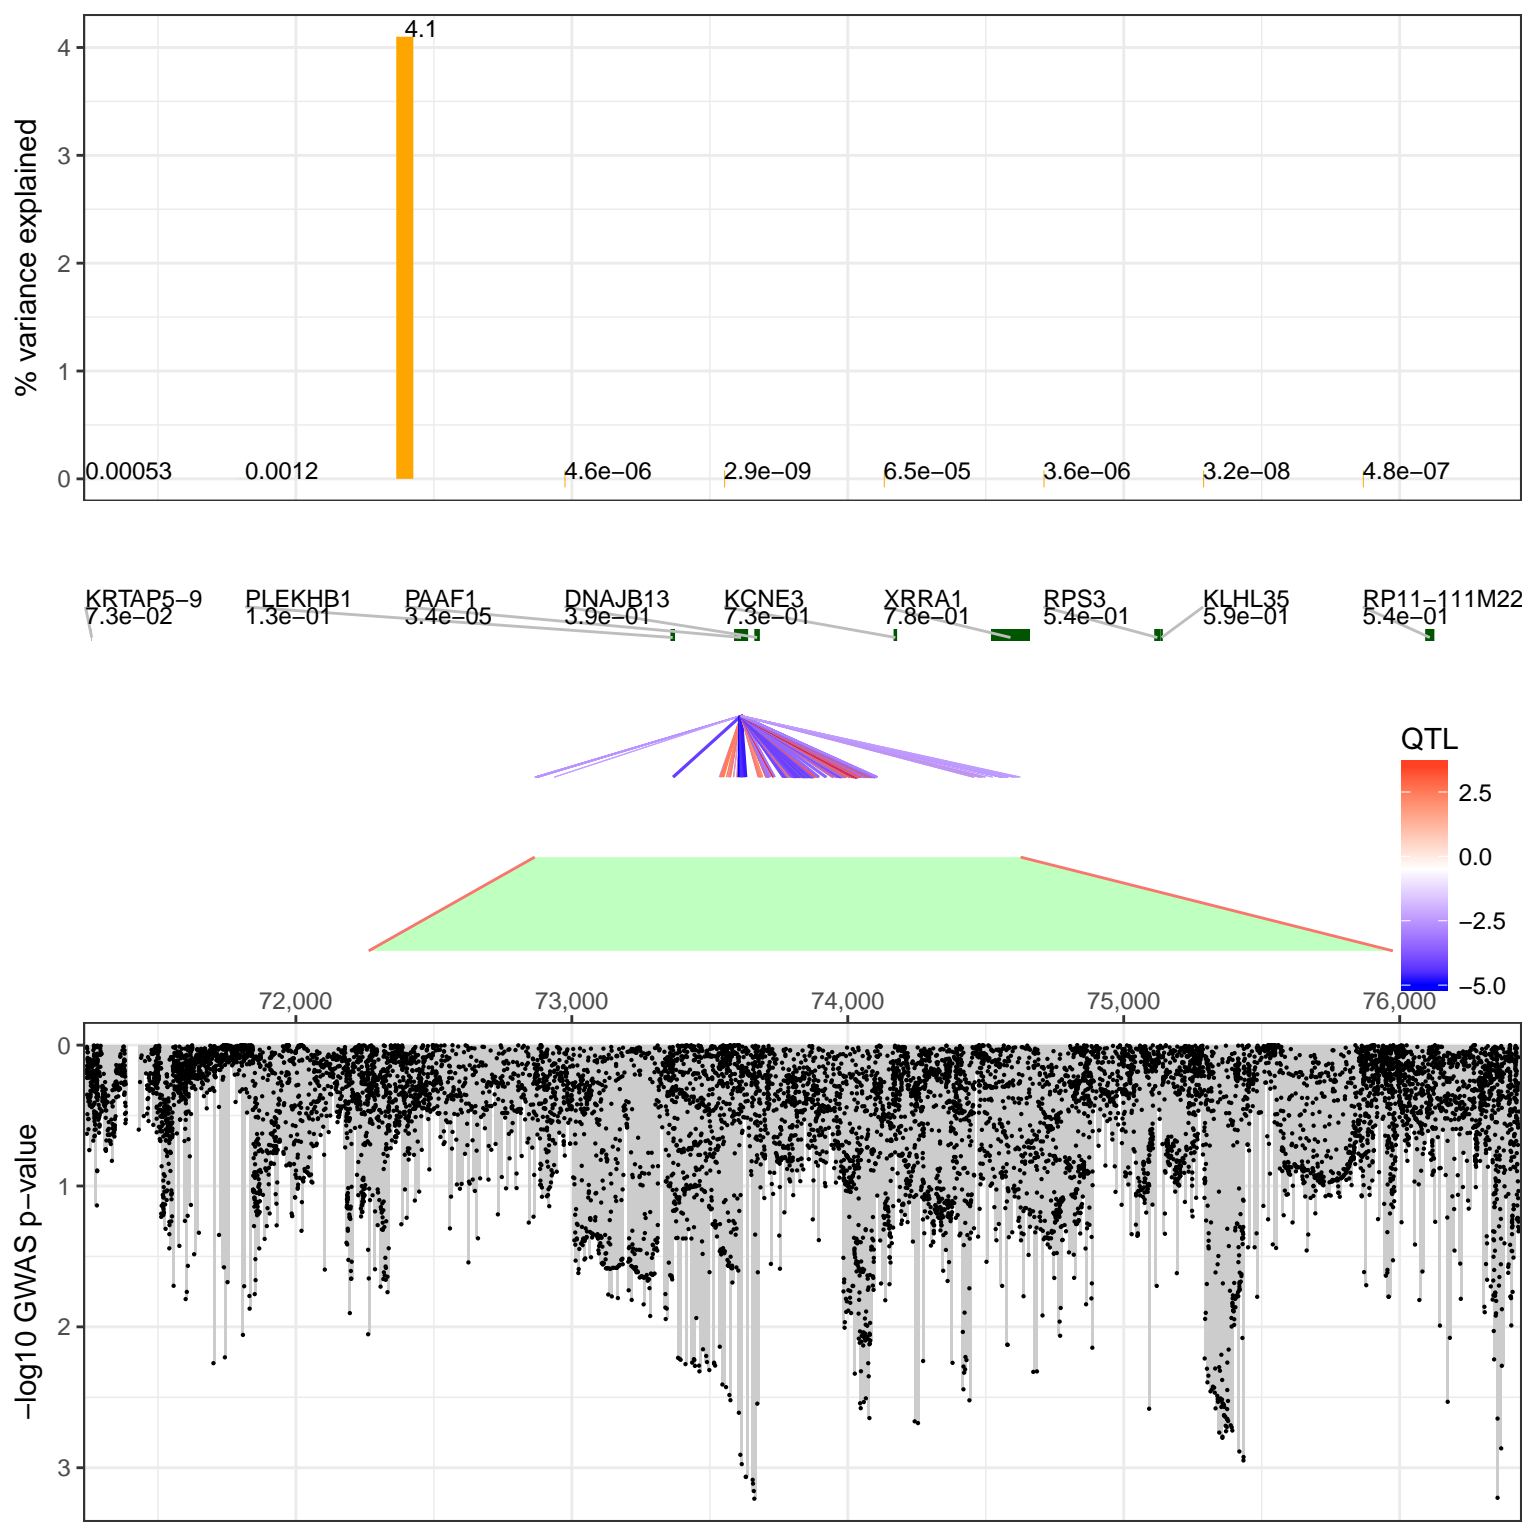 4.1
4
3
2
1
0
% variance explained
0.00053 0.0012 4.6e−06 2.9e−09 6.5e−05 3.6e−06 3.2e−08 4.8e−07
KRTAP5−9 PLEKHB1 PAAF1 DNAJB13 KCNE3 XRRA1 RPS3 KLHL35 RP11−111M22
7.3e−02 1.3e−01 3.4e−05 3.9e−01 7.3e−01 7.8e−01 5.4e−01 5.9e−01 5.4e−01
QTL
2.5
0.0
−2.5
−5.0
72,000 73,000 74,000 75,000 76,000
0
1
2
3
−log10 GWAS p−value